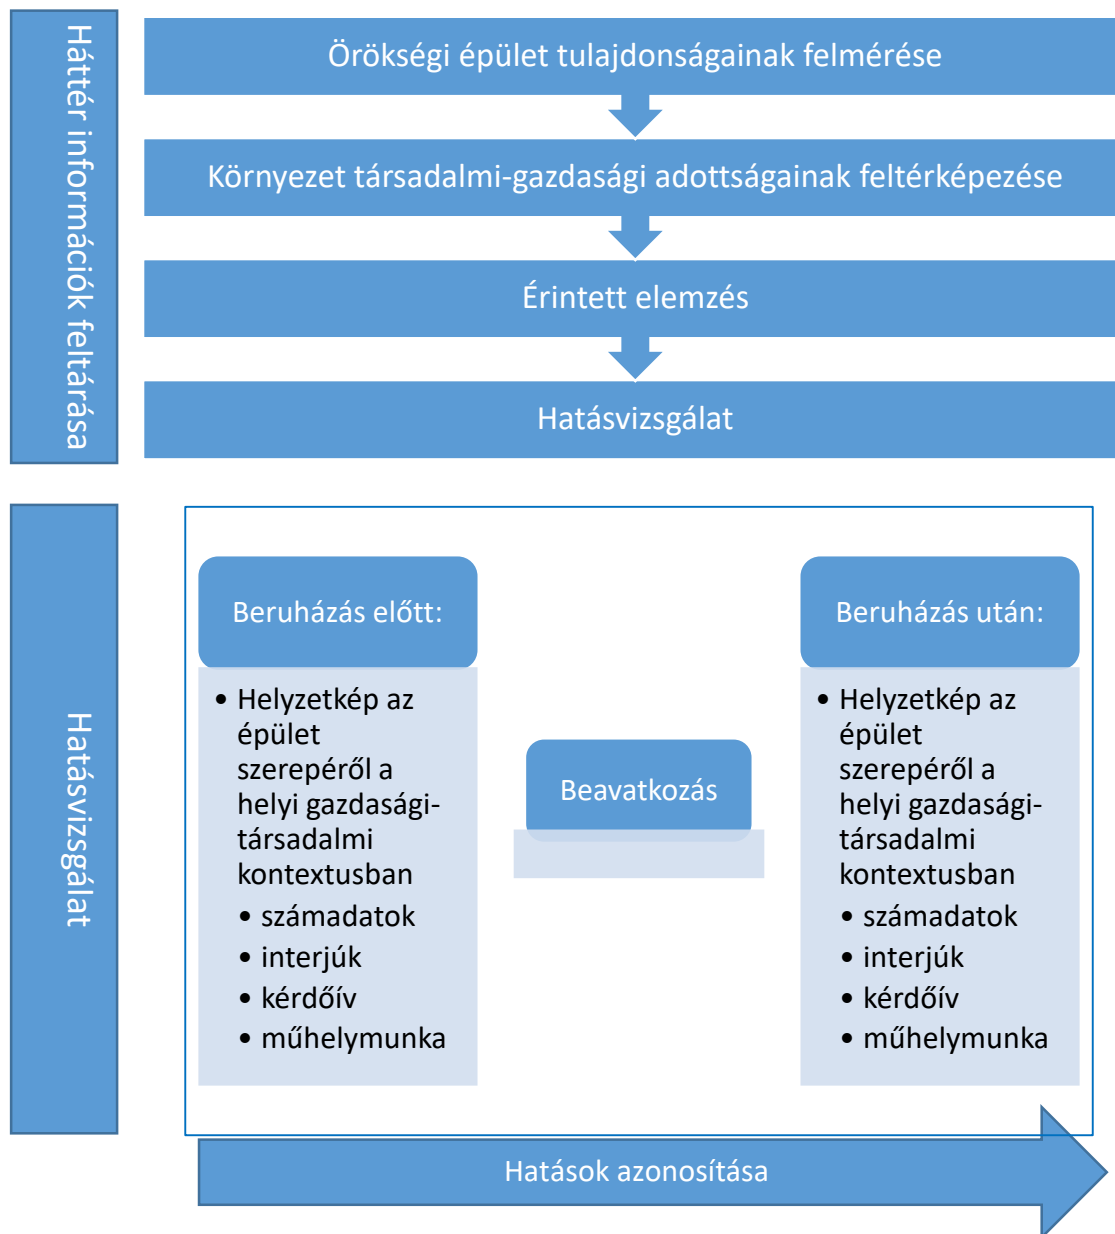 Háttér információk feltárása
Örökségi épület tulajdonságainak felmérése
Környezet társadalmi-gazdasági adottságainak feltérképezése
Érintett elemzés
Hatásvizsgálat
Hatásvizsgálat
Beruházás előtt:
• Helyzetkép az
épület
szerepéről a
helyi gazdasági-
társadalmi
kontextusban
• számadatok
• interjúk
• kérdőív
• műhelymunka
Beavatkozás
Beruházás után:
• Helyzetkép az
épület
szerepéről a
helyi gazdasági-
társadalmi
kontextusban
• számadatok
• interjúk
• kérdőív
• műhelymunka
Hatások azonosítása